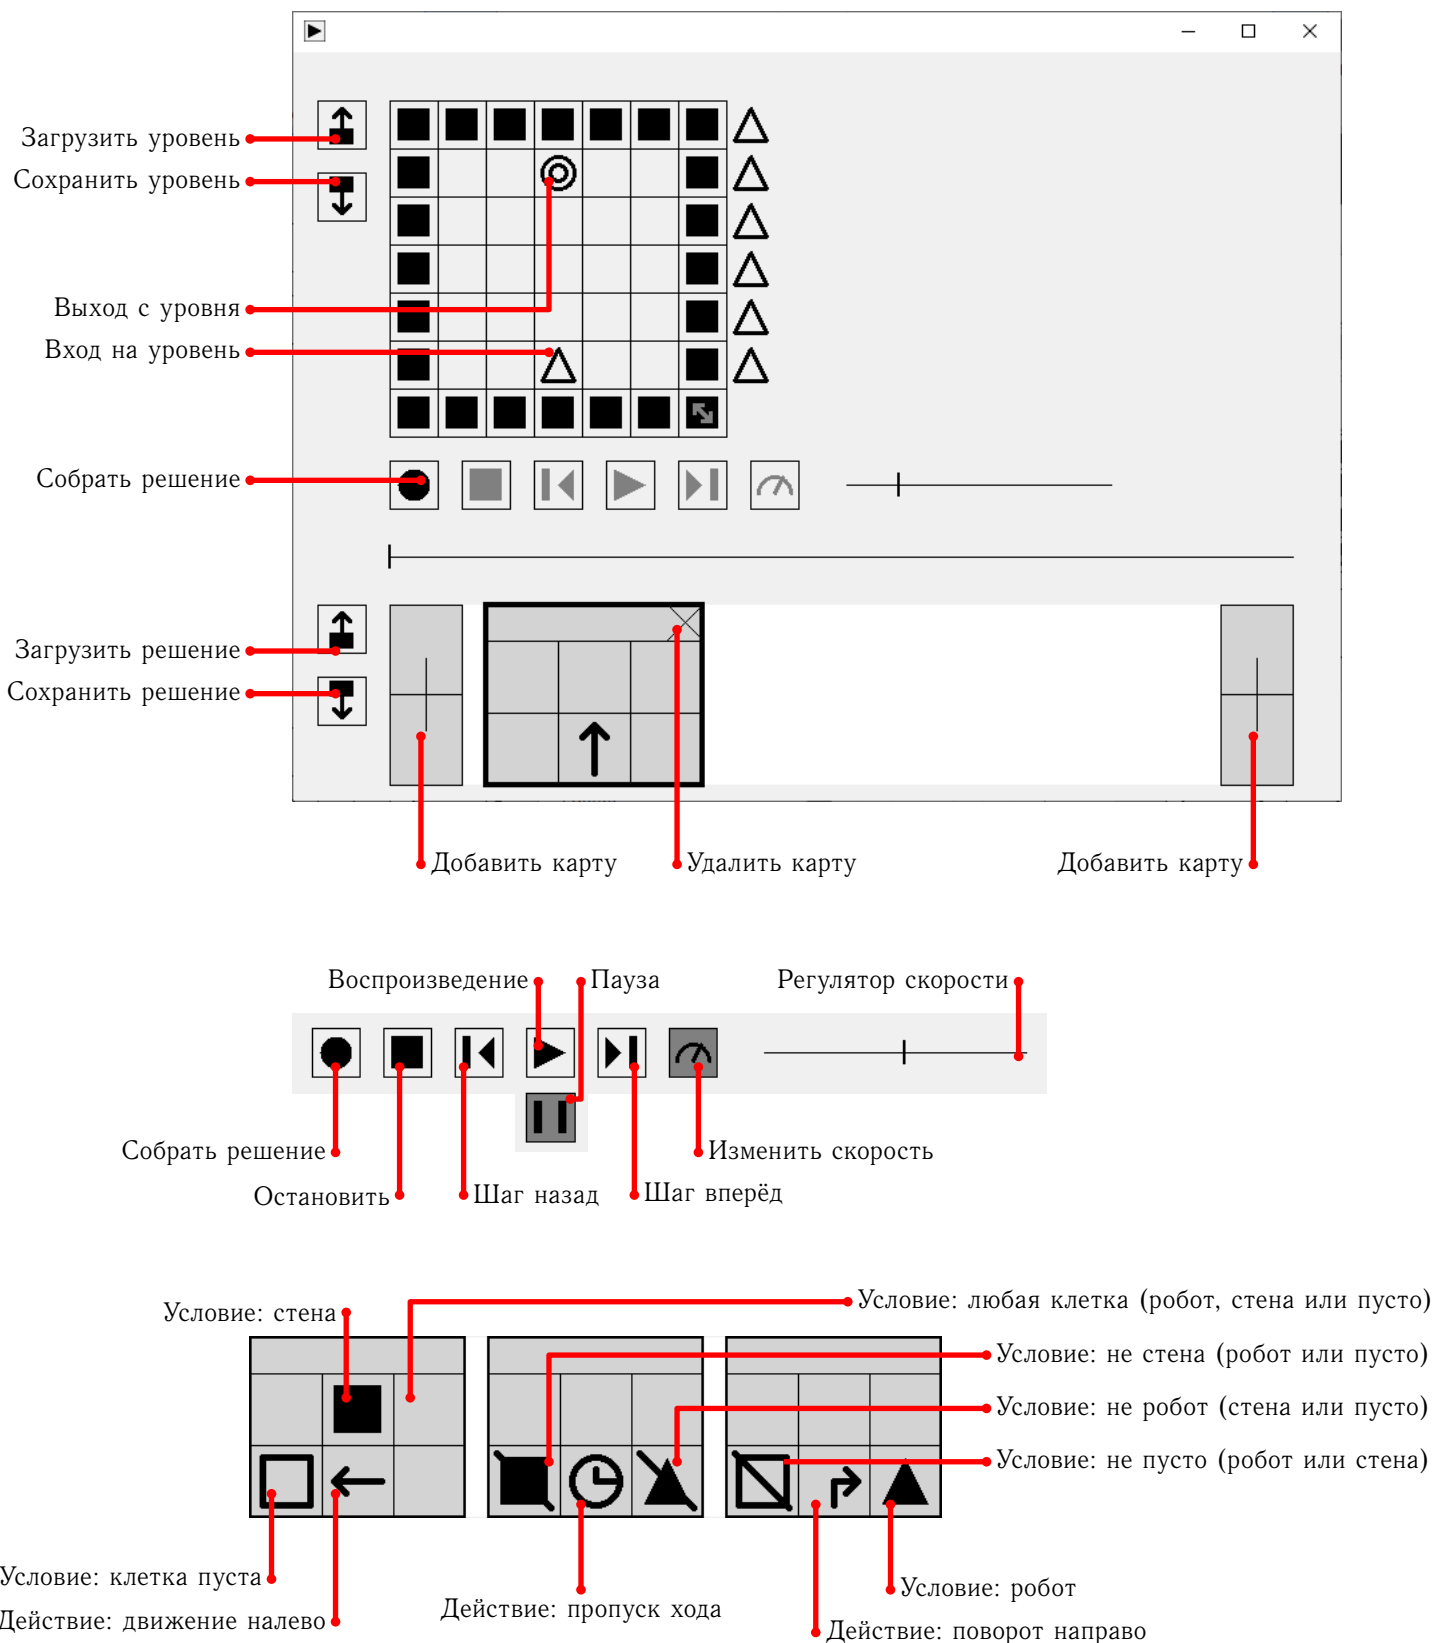 Загрузить уровень
Сохранить уровень
Выход с уровня
Вход на уровень
Собрать решение
Загрузить решение
Сохранить решение
Добавить карту
Удалить карту
Добавить карту
Воспроизведение
Пауза
Регулятор скорости
Собрать решение
Изменить скорость
Остановить
Шаг назад
Шаг вперёд
Условие: стена
Условие: любая клетка (робот, стена или пусто)
Условие: не стена (робот или пусто)
Условие: не робот (стена или пусто)
Условие: не пусто (робот или стена)
Условие: клетка пуста
Действие: движение налево
Действие: пропуск хода
Условие: робот
Действие: поворот направо